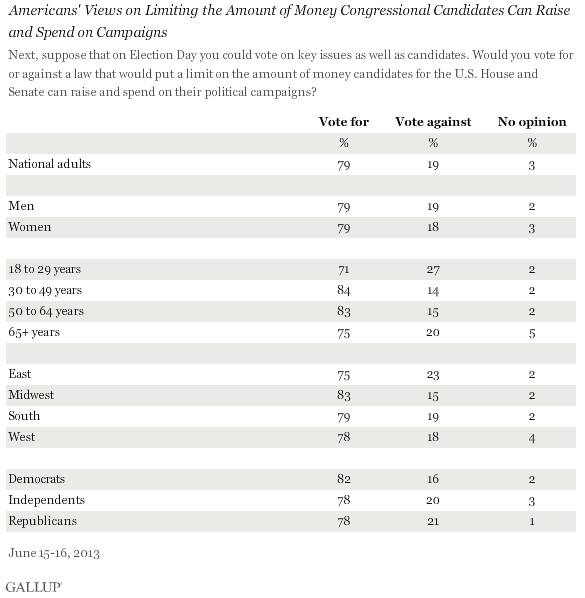 Americans' Views on Limiting the Amount of Money Congressional Candidates Can Raise
and Spend on Campaigns
Next, suppose that on Election Day you could vote on key issues as well as candidates. Would you vote for
or against a law that would put a limit on the amount of money candidates for the U.S. House and
Senate can raise and spend on their political campaigns?
Vote for Vote against No opinion
% % %
National adults 79 19 3
Men 79 19 2
Women 79 18 3
18 to 29 years 71 27 2
30 to 49 years 84 14 2
50 to 64 years 83 15 2
65+ years 75 20 5
East 75 23 2
Midwest 83 15 2
South 79 19 2
West 78 18 4
Democrats 82 16 2
Independents 78 20 3
Republicans 78 21 1
June 15-16, 2013
GALLUP